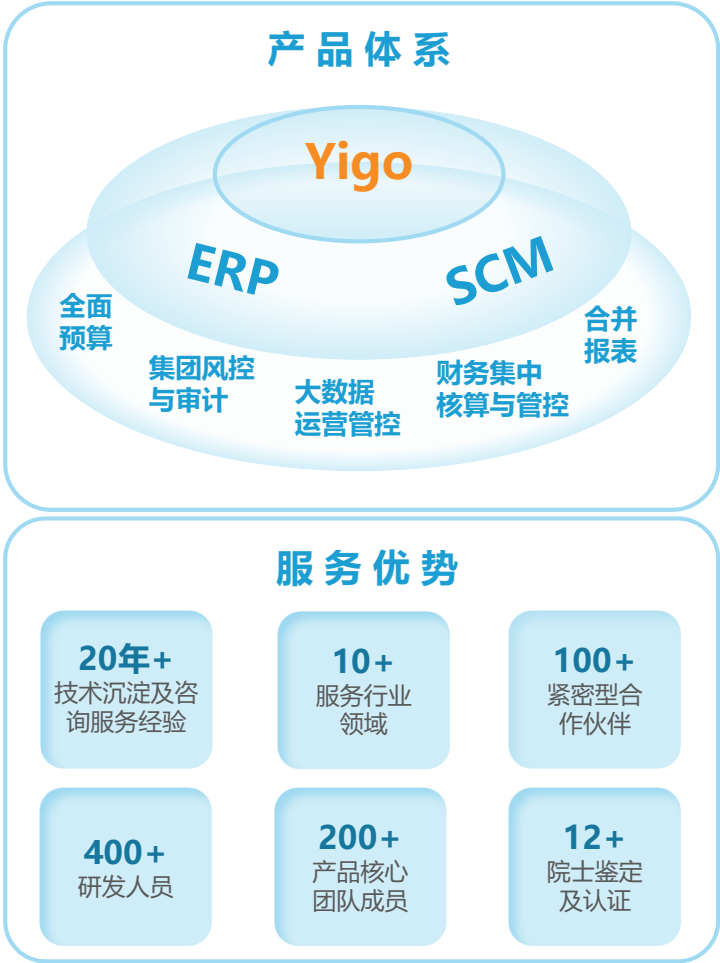 产品体系
Yigo
ERP
SCM
全面
预算
集团风控
与审计
大数据
运营管控
财务集中
核算与管控
合并
报表
服务优势
20年+
技术沉淀及咨
询服务经验
10+
服务行业
领域
100+
紧密型合
作伙伴
400+
研发人员
200+
产品核心
团队成员
12+
院士鉴定
及认证